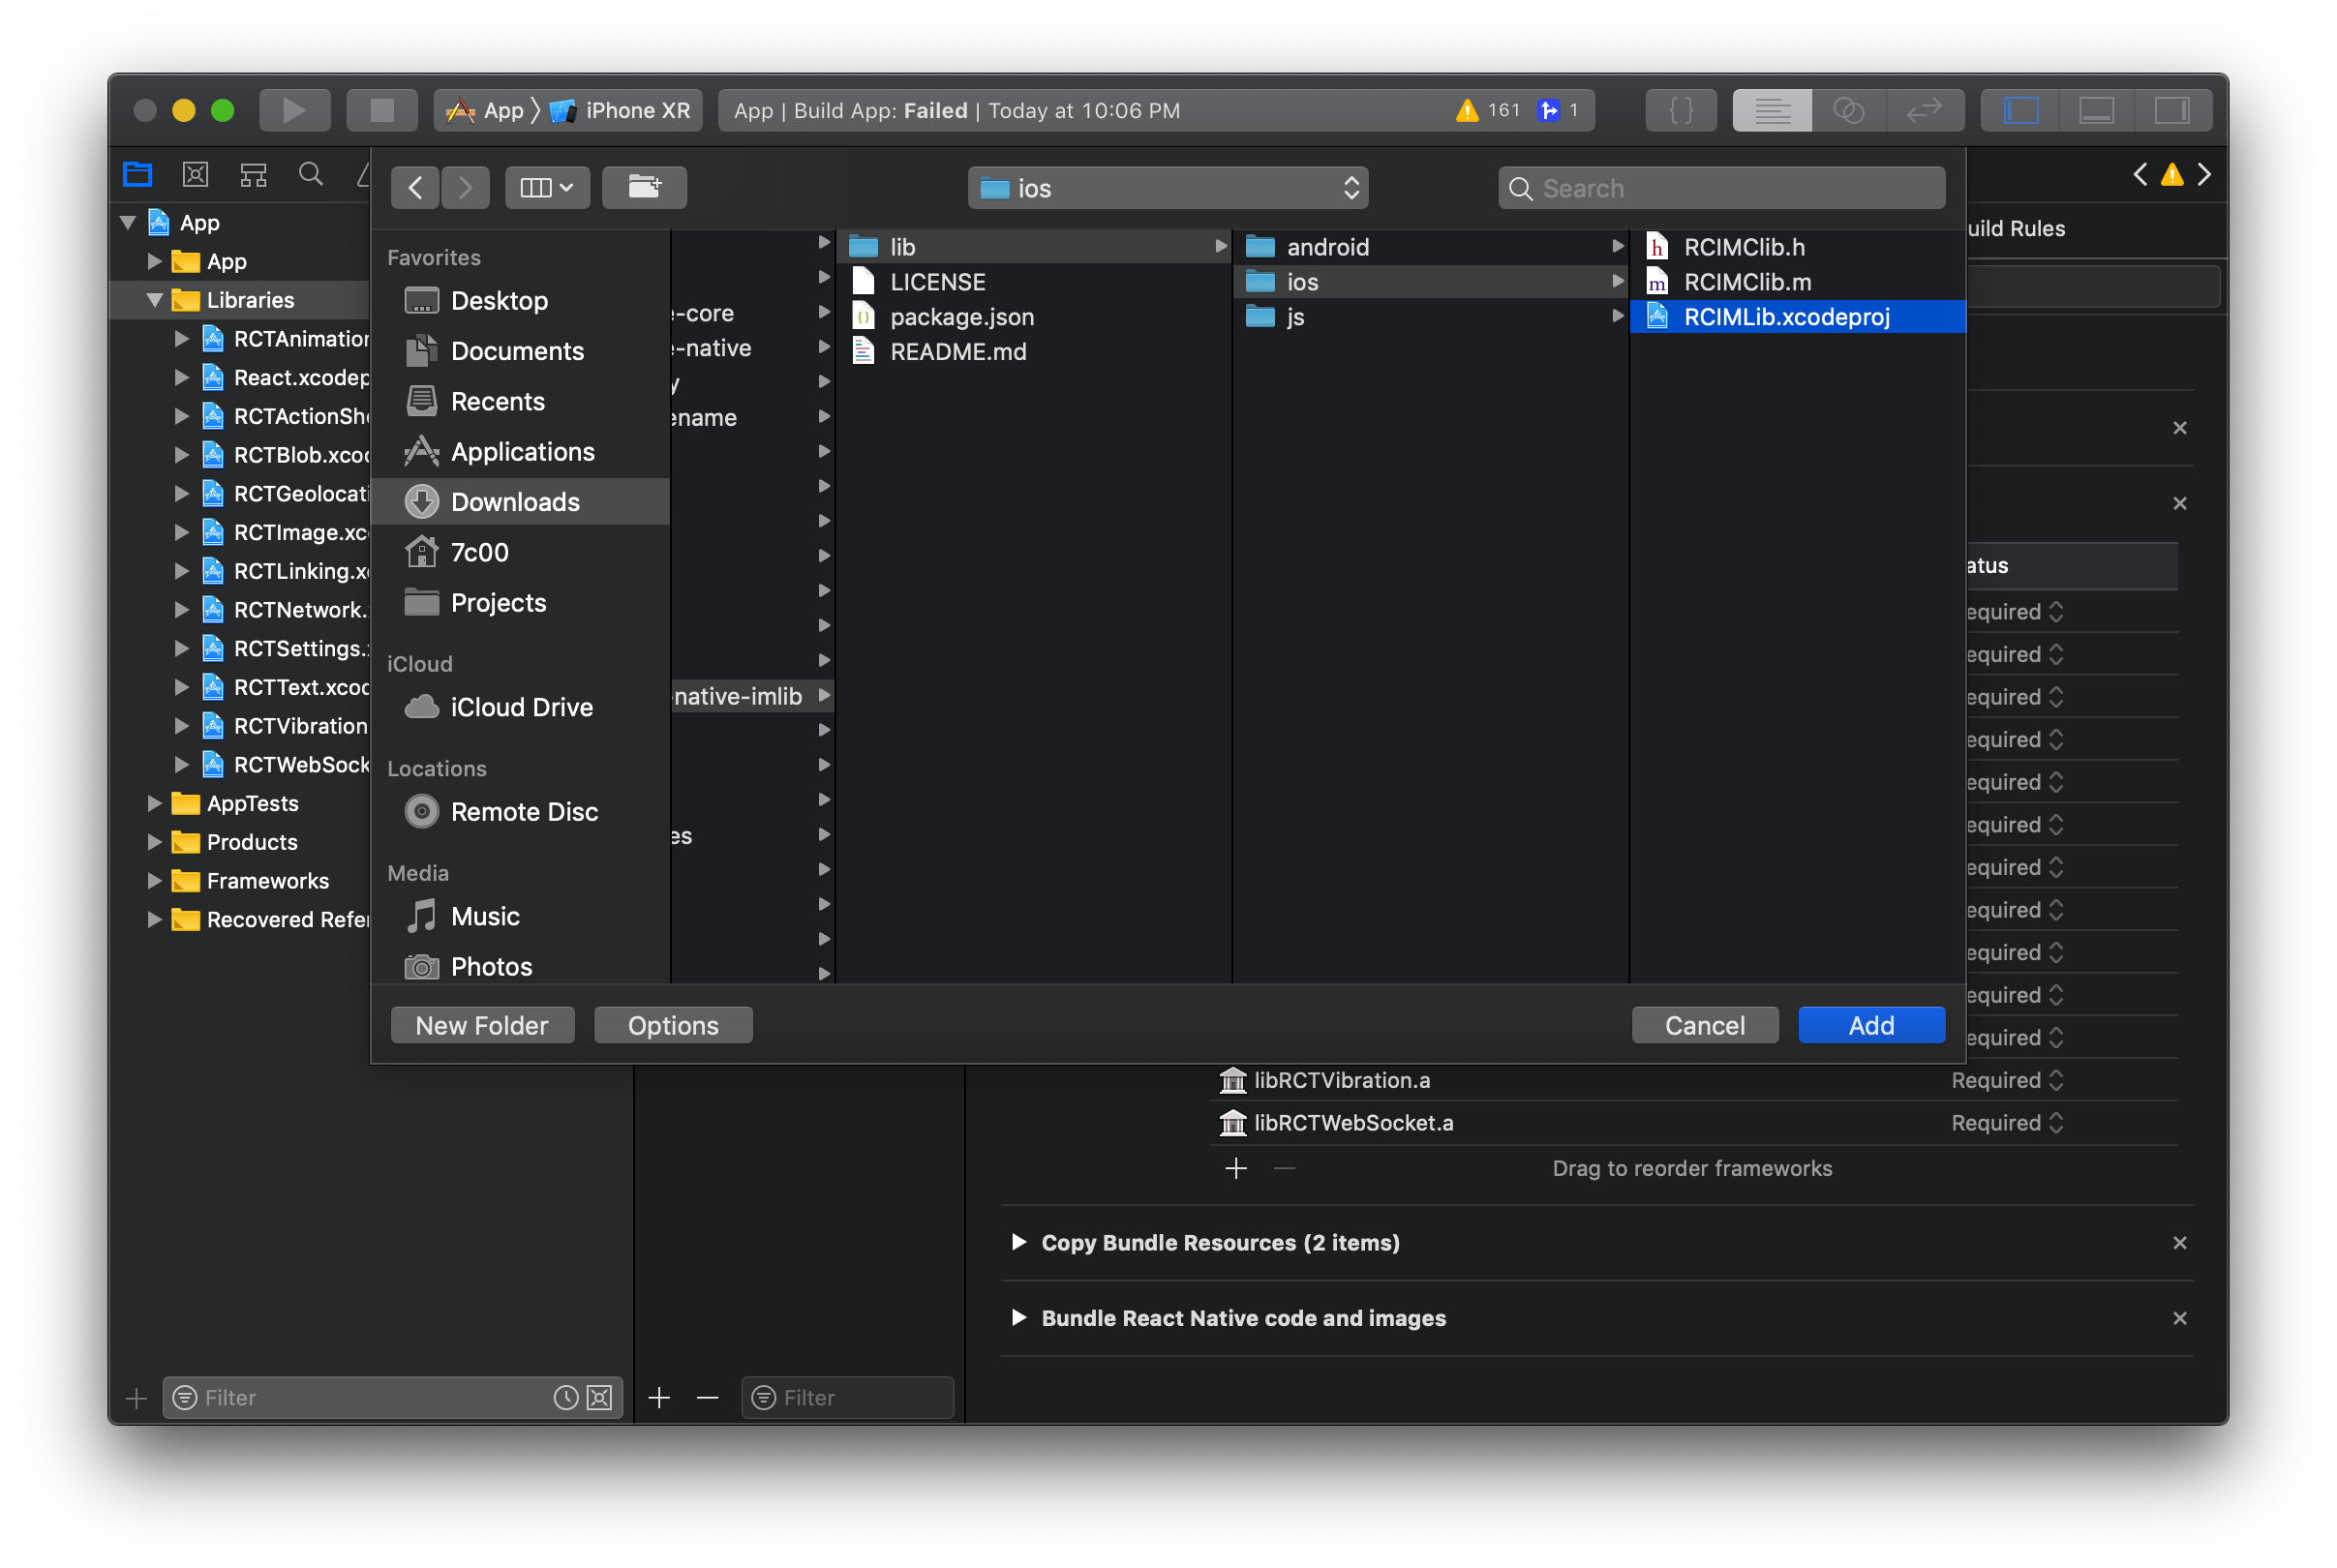 App 〉 iPhone XR
App | Build App: Failed | Today at 10:06 PM
161
1
ios
Search
App
App
Libraries
RCTAnimation
React.xcodep
RCTActionShe
RCTBlob.xcod
RCTGeolocati
RCTImage.xc
RCTLinking.x
RCTNetwork.
RCTSettings.
RCTText.xcod
RCTVibration
RCTWebSock
AppTests
Products
Frameworks
Recovered Refe
Filter
Favorites
Desktop
Documents
Recents
Applications
Downloads
7c00
Projects
iCloud
iCloud Drive
Locations
Remote Disc
Media
Music
Photos
-core
-native
y
ename
-native-imlib
es
lib
LICENSE
package.json
README.md
android
ios
js
RCIMClib.h
RCIMClib.m
RCIMLib.xcodeproj
New Folder
Options
Cancel
Add
uild Rules
atus
equired
equired
equired
equired
equired
equired
equired
equired
equired
equired
equired
libRCTVibration.a Required
libRCTWebSocket.a Required
Drag to reorder frameworks
Copy Bundle Resources (2 items)
Bundle React Native code and images
Filter